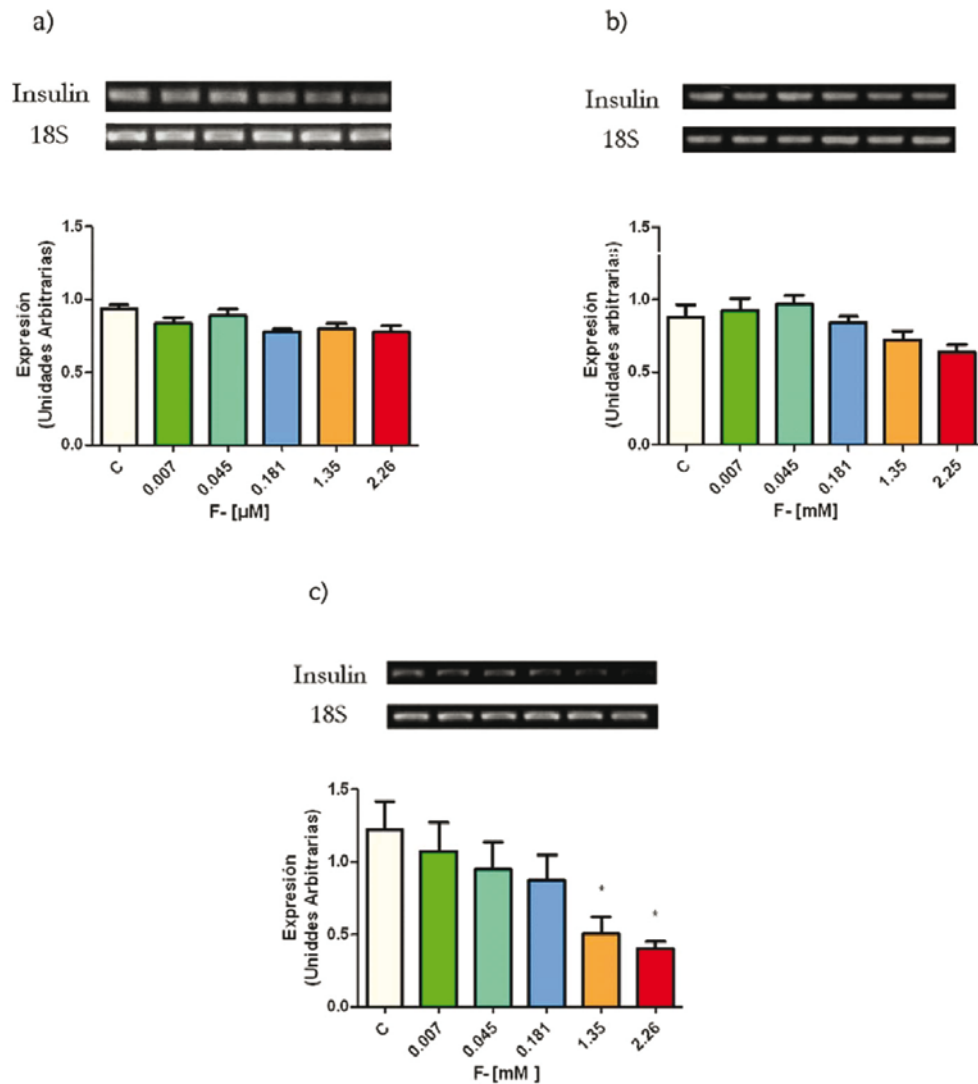 a)
Insulin
18S
Expresión
(Unidades Arbitrarias)
1.5
1.0
0.5
0.0
C 0.007 0.045 0.181 1.35 2.26
F- [µM]
b)
Insulin
18S
Expresión
(Unidades arbitrarias)
1.5
1.0
0.5
0.0
C 0.007 0.045 0.181 1.35 2.25
F- [mM]
c)
Insulin
18S
Expresión
(Uniddes Arbitrarias)
1.5
1.0
0.5
0.0
* *
C 0.007 0.045 0.181 1.35 2.26
F- [mM ]